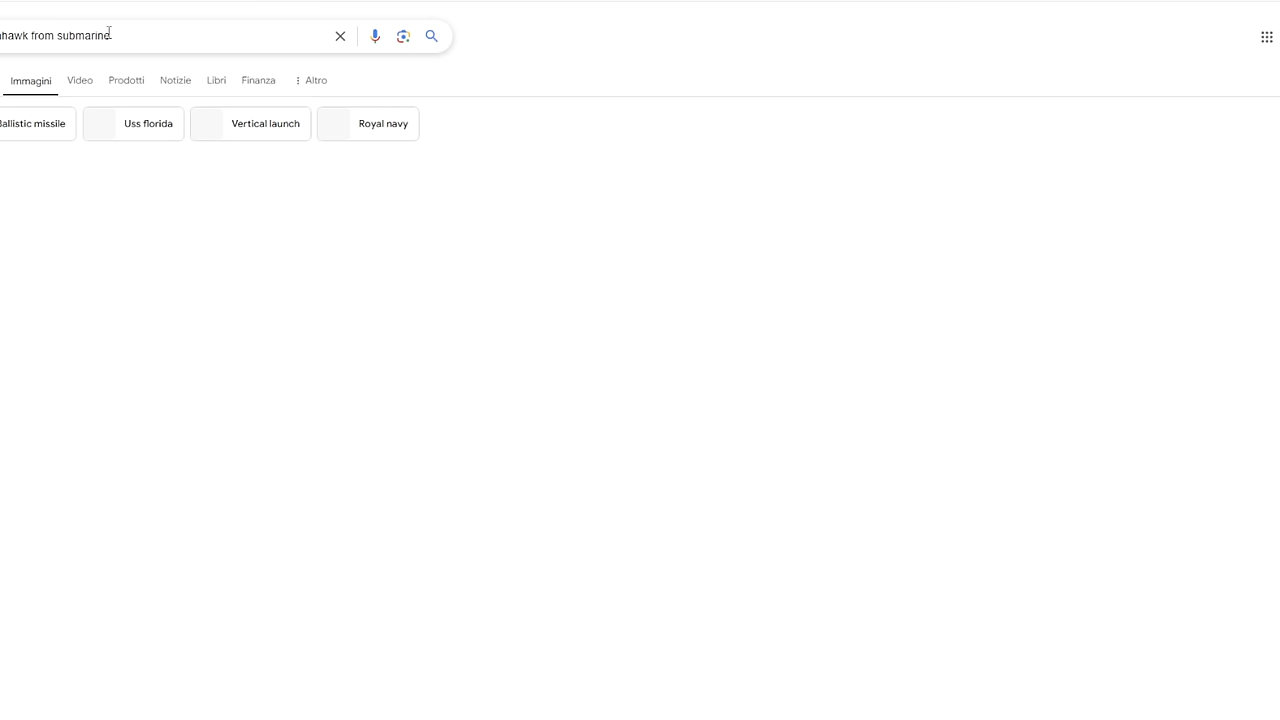 hawk from submarine
Immagini Video Prodotti Notizie Libri Finanza Altro
Ballistic missile Uss florida Vertical launch Royal navy